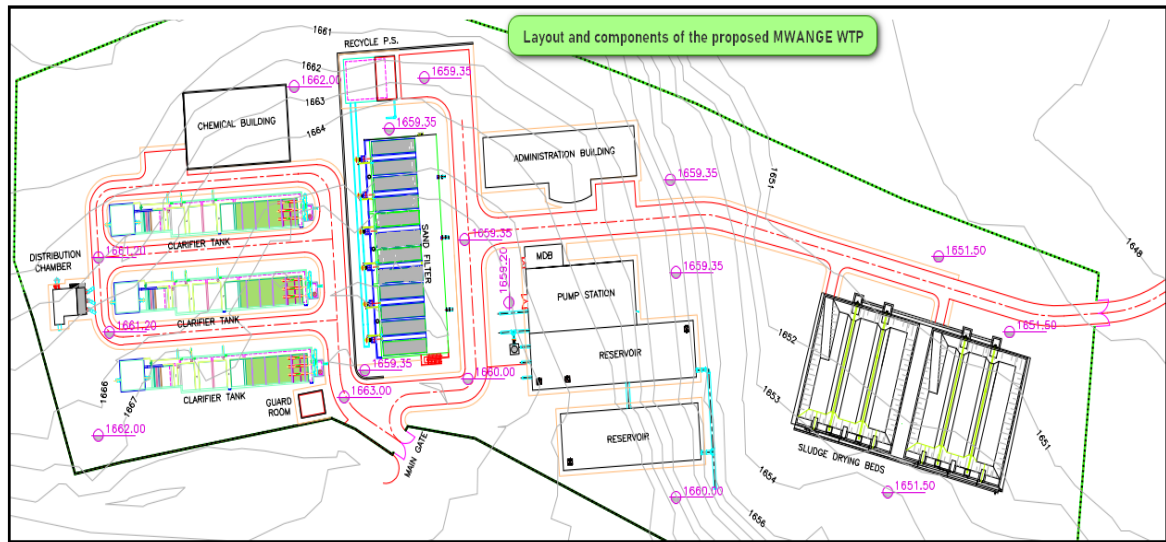 Layout and components of the proposed MWANGE WTP
1661
RECYCLE P.S.
1662
1662.00
1659.35
1663
CHEMICAL BUILDING
1664
1659.35
ADMINISTRATION BUILDING
1659.35
1651
CLARIFIER TANK
1661.20
SAND FILTER
1659.35
1651.50
1648
DISTRIBUTION
CHAMBER
MDB
1659.20
1659.35
PUMP STATION
CLARIFIER TANK
1661.20
1652
1651.50
RESERVOIR
1659.35
1660.00
CLARIFIER TANK
1666
1667
1663.00
GUARD
ROOM
1653
1662.00
MAIN GATE
RESERVOIR
SLUDGE DRYING BEDS
1651
1654
1651.50
1660.00
1656